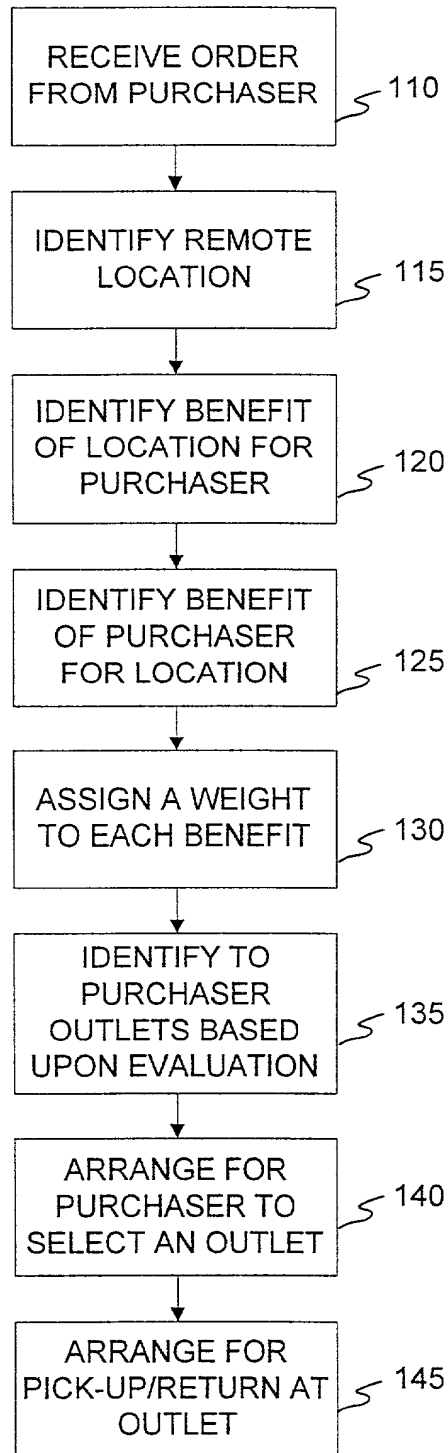 RECEIVE ORDER
FROM PURCHASER
110
IDENTIFY REMOTE
LOCATION
115
IDENTIFY BENEFIT
OF LOCATION FOR
PURCHASER
120
IDENTIFY BENEFIT
OF PURCHASER
FOR LOCATION
125
ASSIGN A WEIGHT
TO EACH BENEFIT
130
IDENTIFY TO
PURCHASER
OUTLETS BASED
UPON EVALUATION
135
ARRANGE FOR
PURCHASER TO
SELECT AN OUTLET
140
ARRANGE FOR
PICK-UP/RETURN AT
OUTLET
145